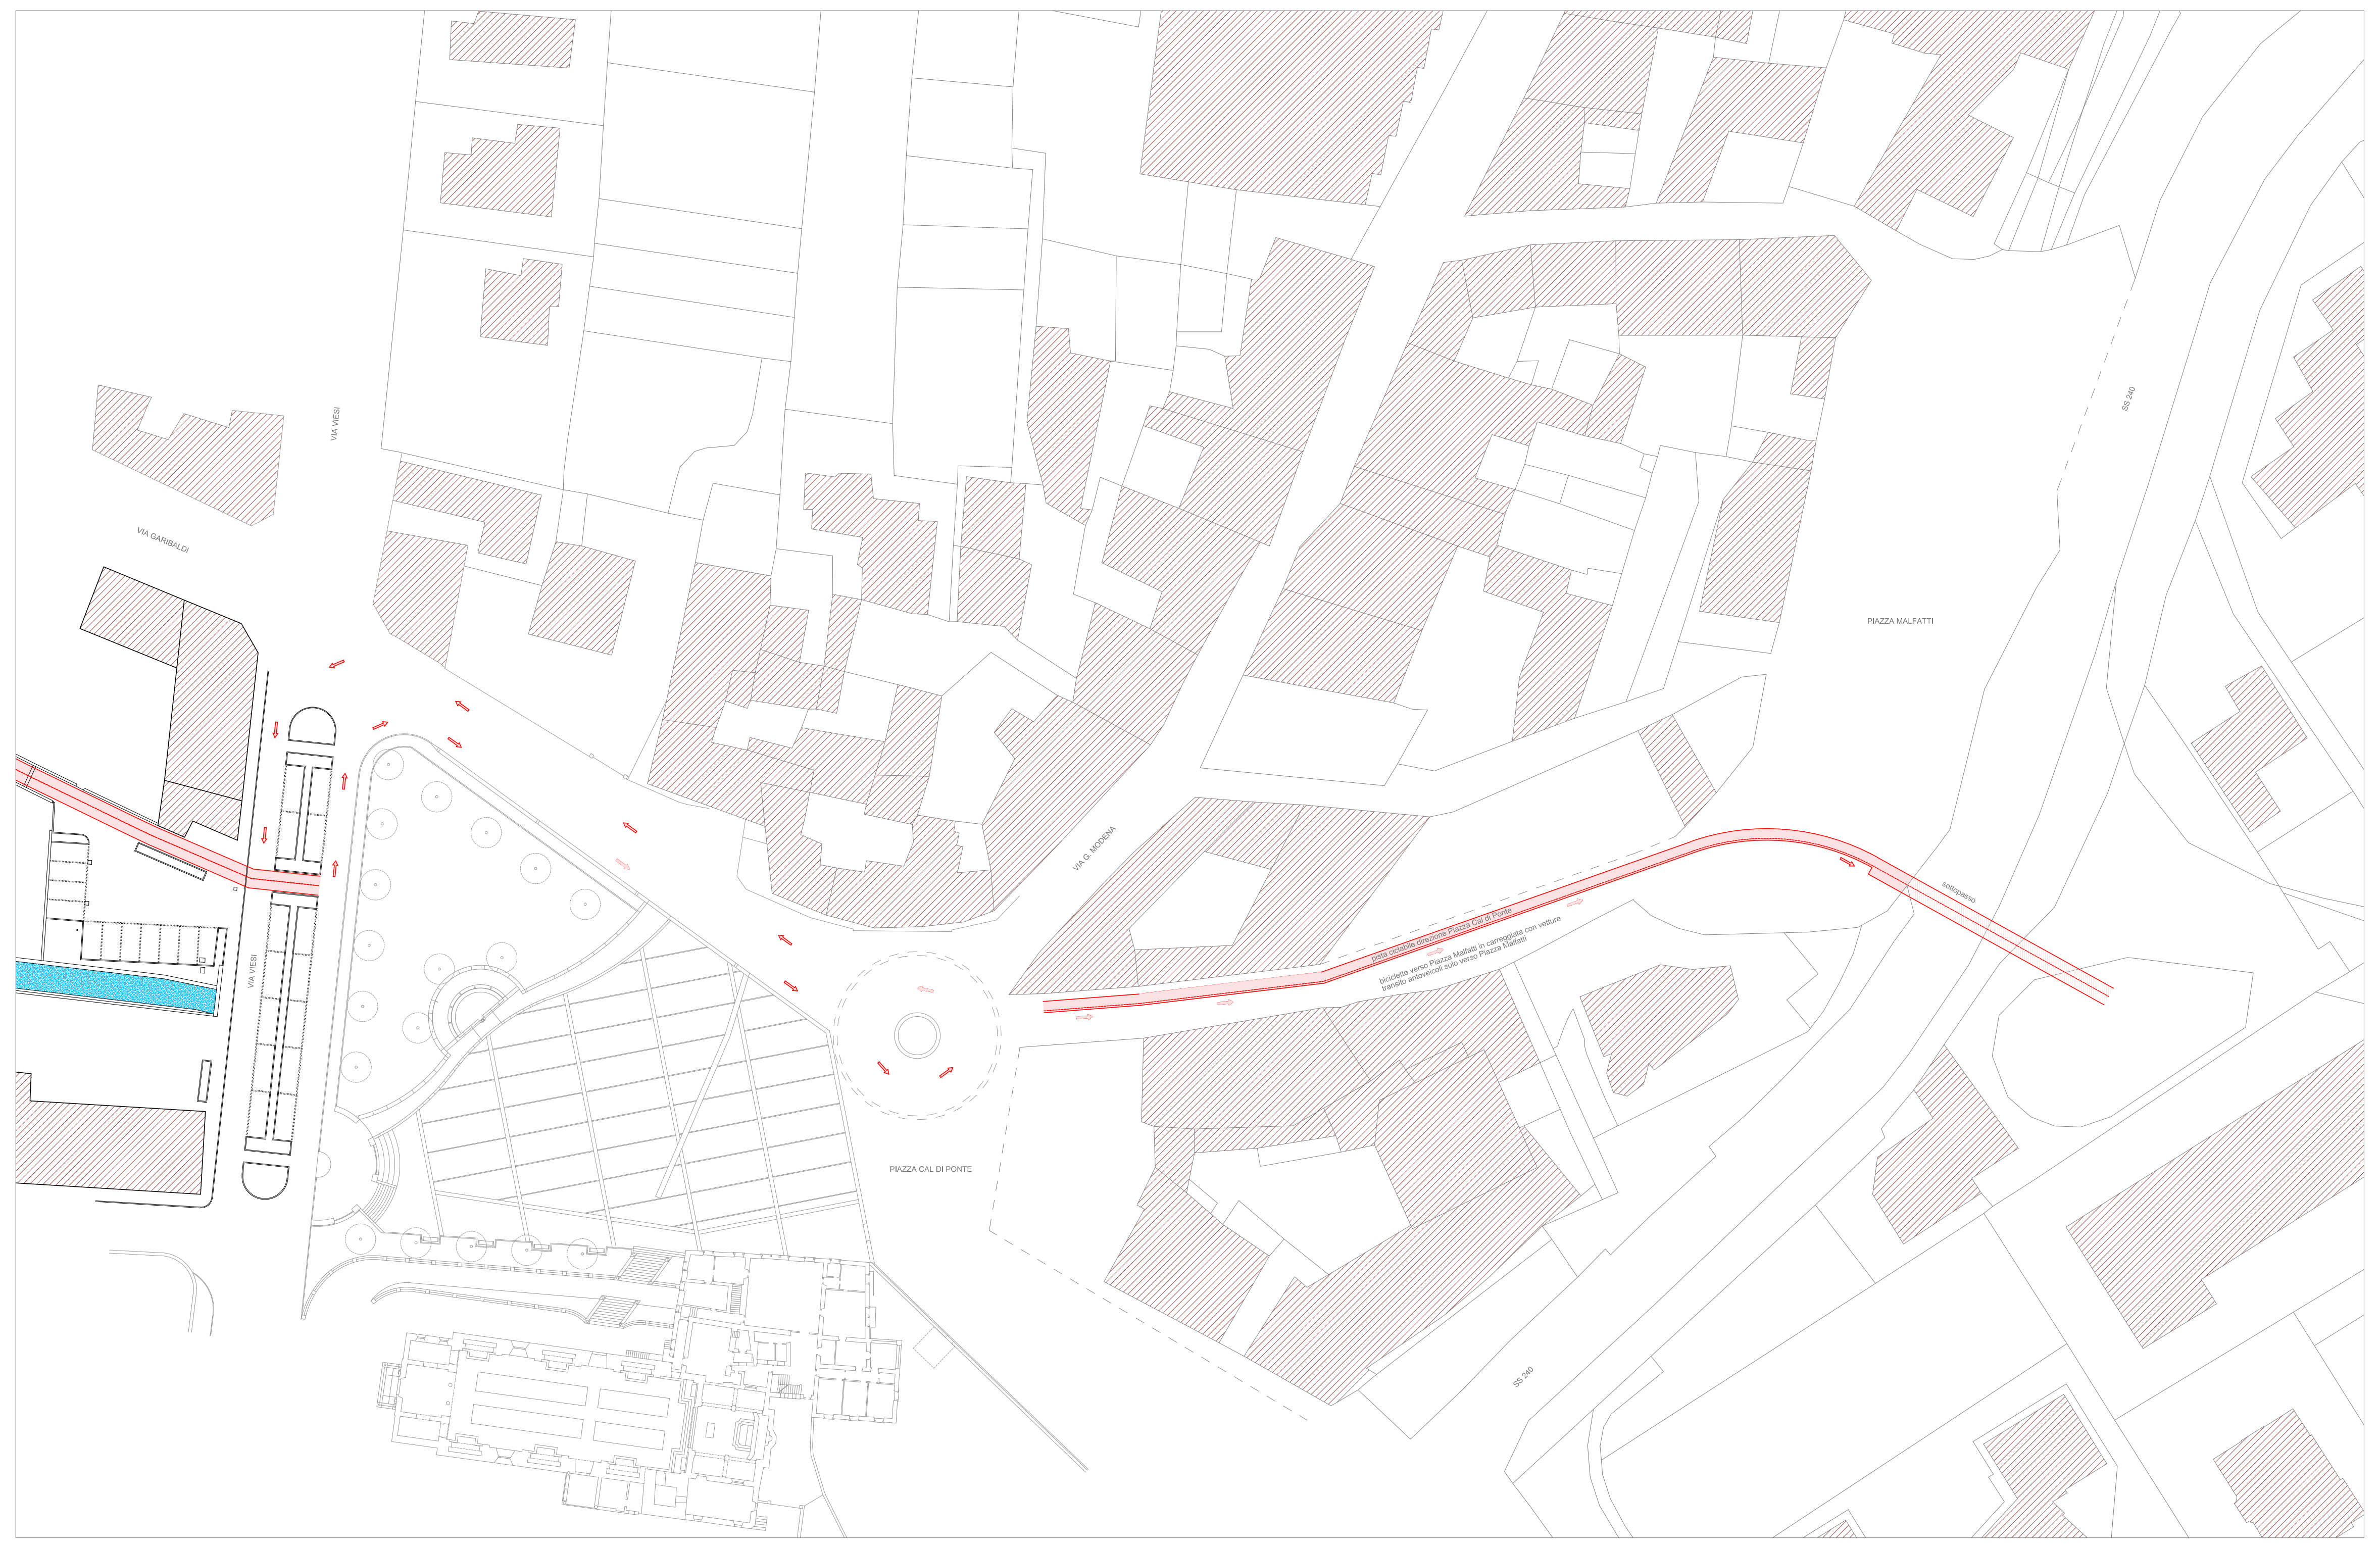 VIA VIESI
SS 240
VIA GARIBALDI
PIAZZA MALFATTI
VIA G. MODENA
sottopasso
pista ciclabile direzione Piazza Cal di Ponte
biciclette verso Piazza Malfatti in carreggiata con vetture
transito antoveicoli solo verso Piazza Malfatti
VIA VIESI
PIAZZA CAL DI PONTE
SS 240